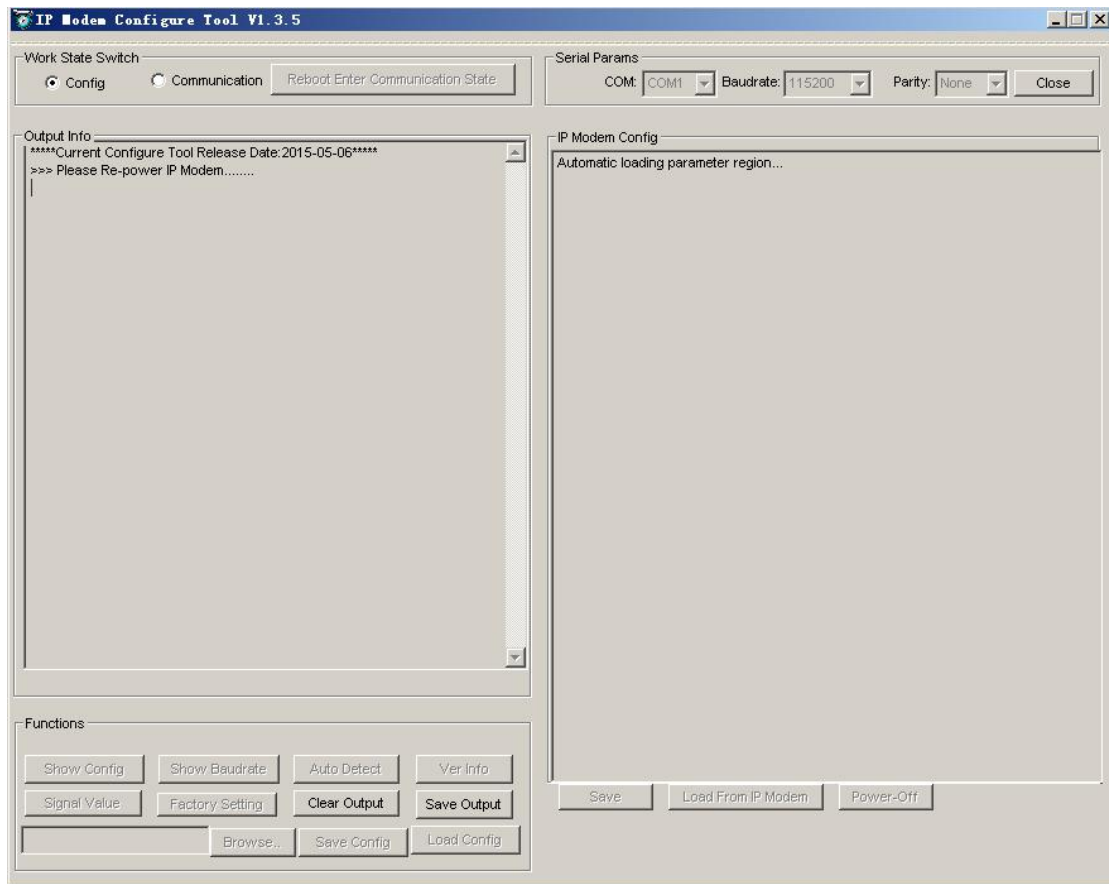 IP Modem Configure Tool V1.3.5
Work State Switch
Config Communication Reboot Enter Communication State
Serial Params
COM: COM1 Baudrate: 115200 Parity: None Close
Output Info
*****Current Configure Tool Release Date:2015-05-06*****
>>> Please Re-power IP Modem........
IP Modem Config
Automatic loading parameter region...
Functions
Show Config Show Baudrate Auto Detect Ver Info
Signal Value Factory Setting Clear Output Save Output
Browse.. Save Config Load Config
Save Load From IP Modem Power-Off